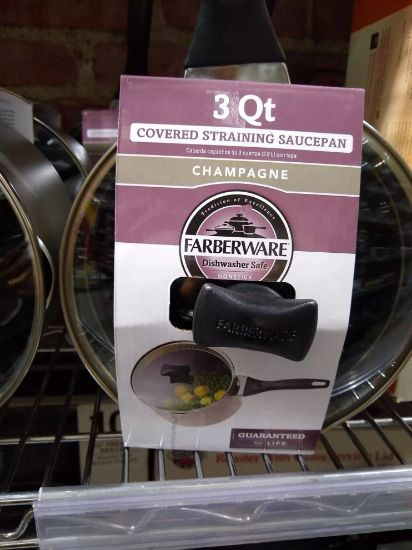 3 Qt
COVERED STRAINING SAUCEPAN
CHAMPAGNE
Tradition of Excellence
FARBERWARE
Dishwasher Safe
NONSTICK
FARBERWARE
GUARANTEED
for LIFE